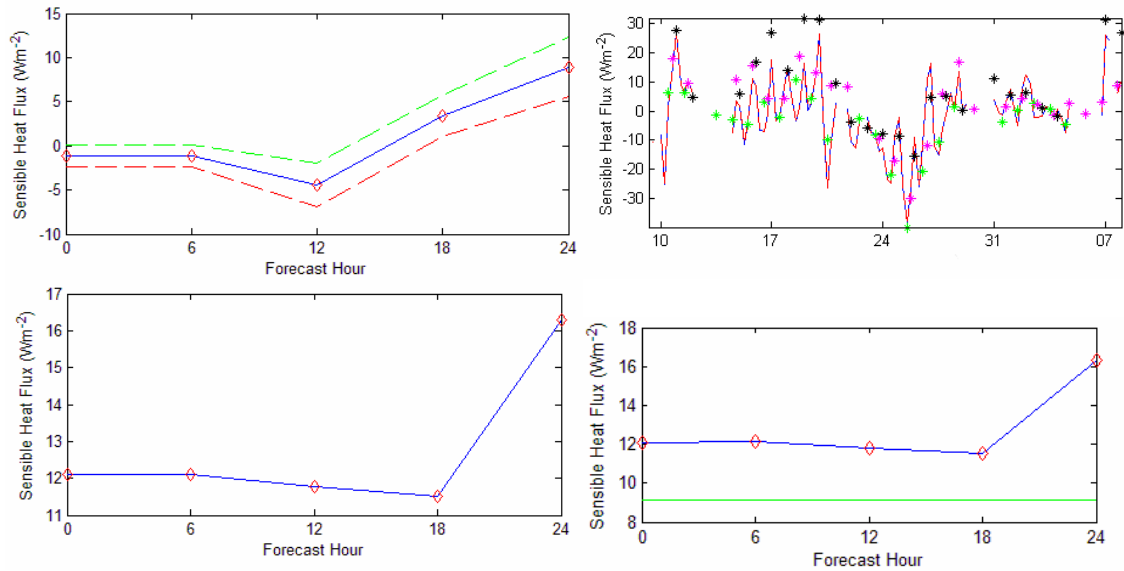 15
10
5
0
-5
-10
Sensible Heat Flux (Wm-2)
0 6 12 18 24
Forecast Hour
30
20
10
0
-10
-20
-30
Sensible Heat Flux (Wm-2)
10 17 24 31 07
17
16
15
14
13
12
11
Sensible Heat Flux (Wm-2)
0 6 12 18 24
Forecast Hour
18
16
14
12
10
8
Sensible Heat Flux (Wm-2)
0 6 12 18 24
Forecast Hour